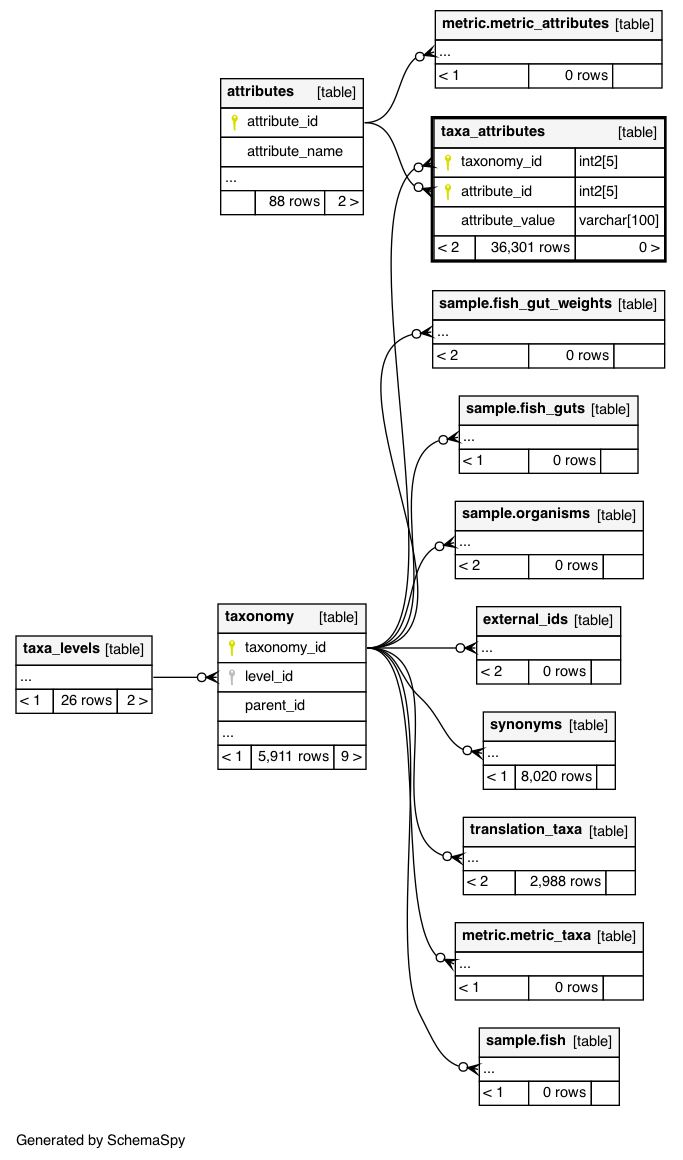 metric.metric_attributes [table]
...
< 1 0 rows
attributes [table]
attribute_id
attribute_name
...
88 rows 2 >
taxa_attributes [table]
taxonomy_id int2[5]
attribute_id int2[5]
attribute_value varchar[100]
< 2 36,301 rows 0 >
sample.fish_gut_weights [table]
...
< 2 0 rows
sample.fish_guts [table]
...
< 1 0 rows
sample.organisms [table]
...
< 2 0 rows
taxa_levels [table]
...
< 1 26 rows 2 >
taxonomy [table]
taxonomy_id
level_id
parent_id
...
< 1 5,911 rows 9 >
external_ids [table]
...
< 2 0 rows
synonyms [table]
...
< 1 8,020 rows
translation_taxa [table]
...
< 2 2,988 rows
metric.metric_taxa [table]
...
< 1 0 rows
sample.fish [table]
...
< 1 0 rows
Generated by SchemaSpy